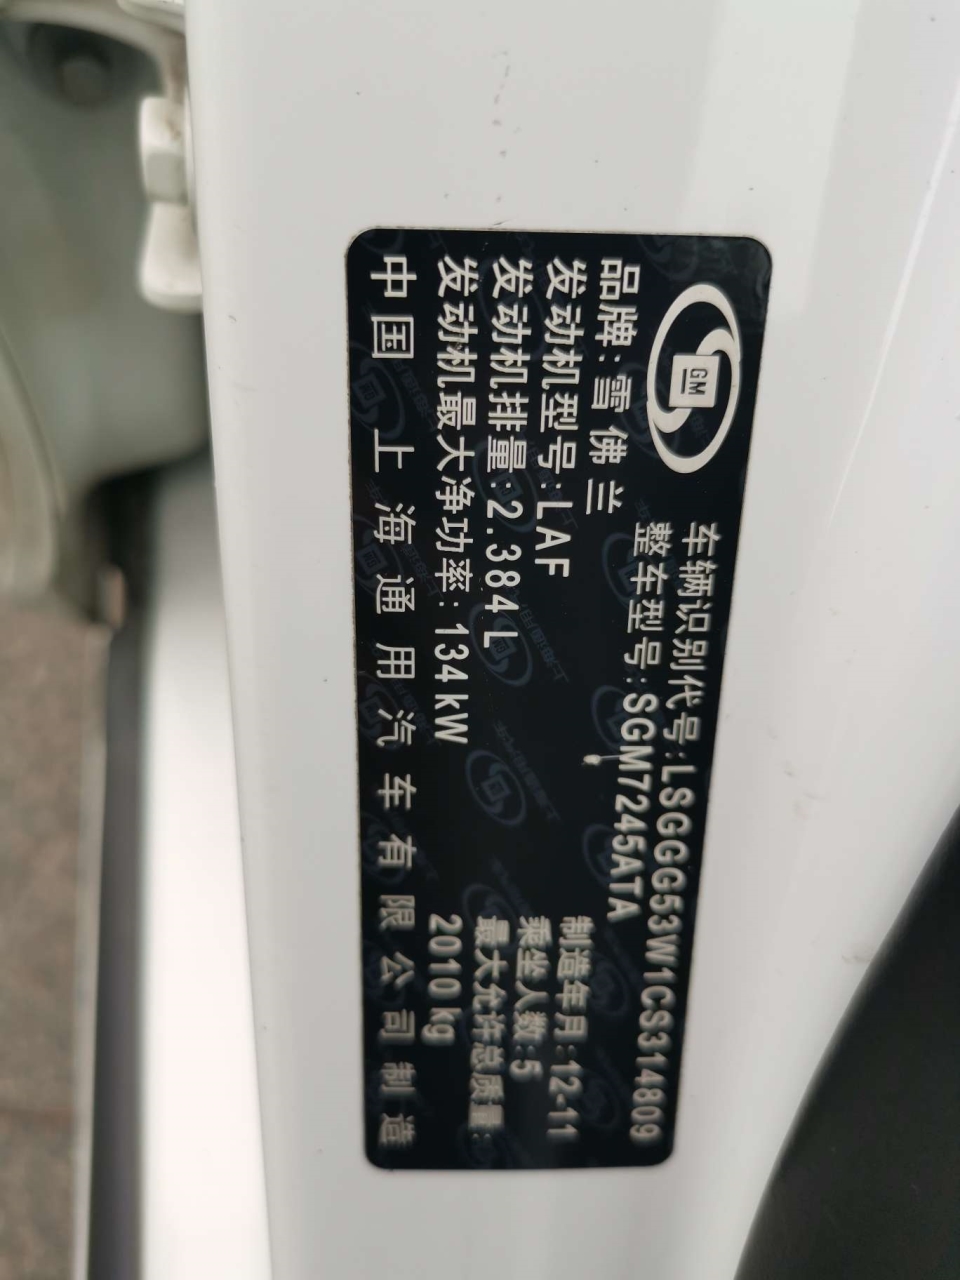 GM
车辆识别代号:LSGGG53W1CS314809
整车型号:SGM7245ATA
品牌:雪佛兰
发动机型号:LAF
制造年月:12-11
发动机排量:2.384L
乘坐人数:5
发动机最大净功率:134kW
最大允许总质量:
2010kg
中国上海通用汽车有限公司制造